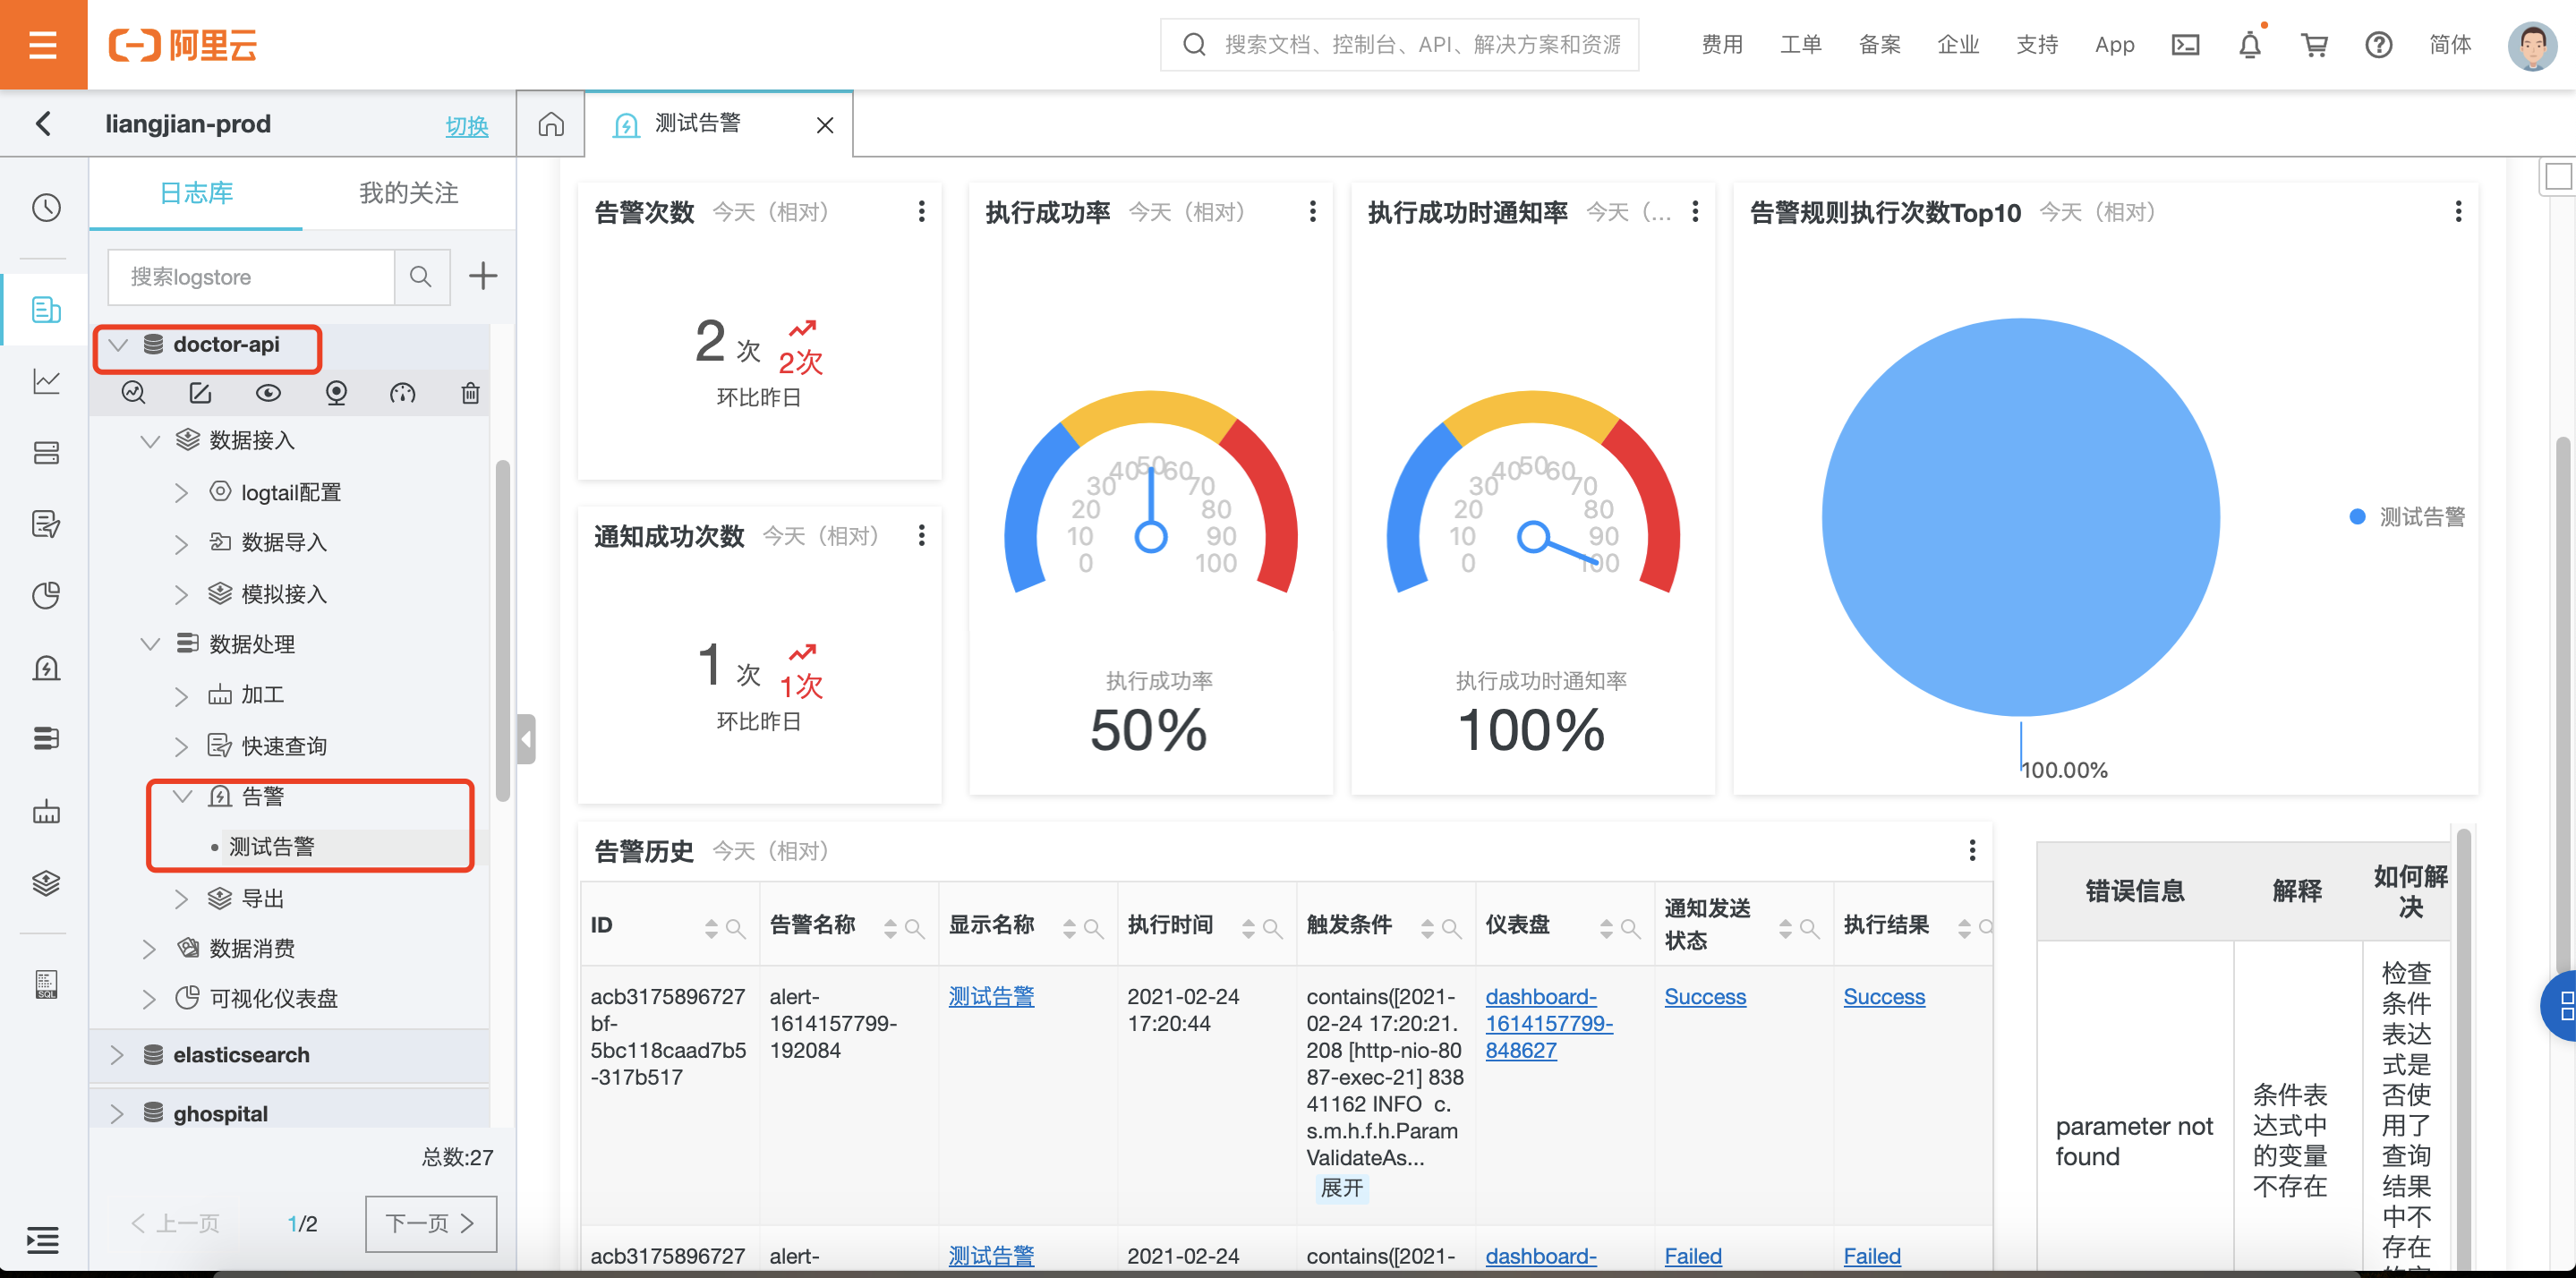 阿里云
搜索文档、控制台、API、解决方案和资源
费用
工单
备案
企业
支持
App
简体
liangjian-prod
切换
测试告警
日志库
我的关注
搜索logstore
doctor-api
数据接入
logtail配置
数据导入
模拟接入
数据处理
加工
快速查询
告警
测试告警
导出
数据消费
可视化仪表盘
elasticsearch
ghospital
总数:27
上一页
1/2
下一页
告警次数 今天（相对）
2 次 2次
环比昨日
通知成功次数 今天（相对）
1 次 1次
环比昨日
执行成功率 今天（相对）
0 10 20 30 40 50 60 70 80 90 100
执行成功率
50%
执行成功时通知率 今天（...
0 10 20 30 40 50 60 70 80 90 100
执行成功时通知率
100%
告警规则执行次数Top10 今天（相对）
测试告警
100.00%
告警历史 今天（相对）
ID
告警名称
显示名称
执行时间
触发条件
仪表盘
通知发送
状态
执行结果
acb3175896727
bf-
5bc118caad7b5
-317b517
alert-
1614157799-
192084
测试告警
2021-02-24
17:20:44
contains([2021-
02-24 17:20:21.
208 [http-nio-80
87-exec-21] 838
41162 INFO c.
s.m.h.f.h.Param
ValidateAs...
展开
dashboard-
1614157799-
848627
Success
Success
acb3175896727
alert-
测试告警
2021-02-24
contains([2021-
dashboard-
Failed
Failed
错误信息
解释
如何解
决
parameter not
found
条件表
达式中
的变量
不存在
检查
条件
表达
式是
否使
用了
查询
结果
中不
存在